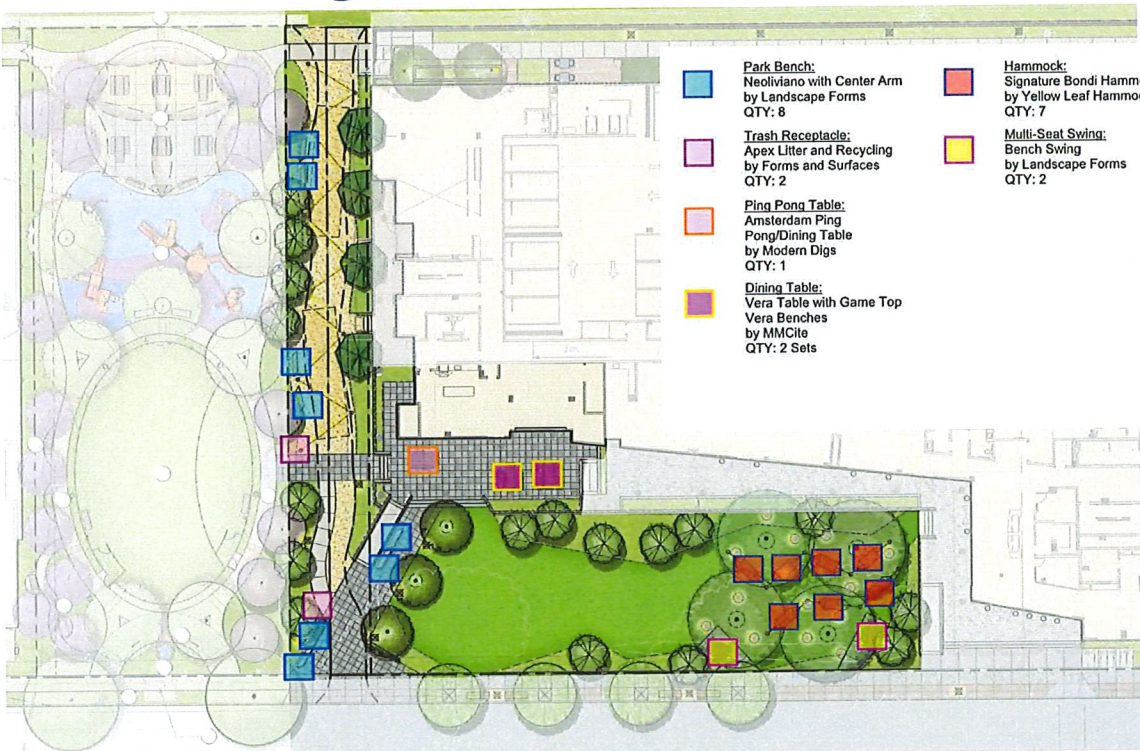 Park Bench:
Neoliviano with Center Arm
by Landscape Forms
QTY: 8
Trash Receptacle:
Apex Litter and Recycling
by Forms and Surfaces
QTY: 2
Ping Pong Table:
Amsterdam Ping
Pong/Dining Table
by Modern Digs
QTY: 1
Dining Table:
Vera Table with Game Top
Vera Benches
by MMCite
QTY: 2 Sets
Hammock:
Signature Bondi Hamm
by Yellow Leaf Hammo
QTY: 7
Multi-Seat Swing:
Bench Swing
by Landscape Forms
QTY: 2